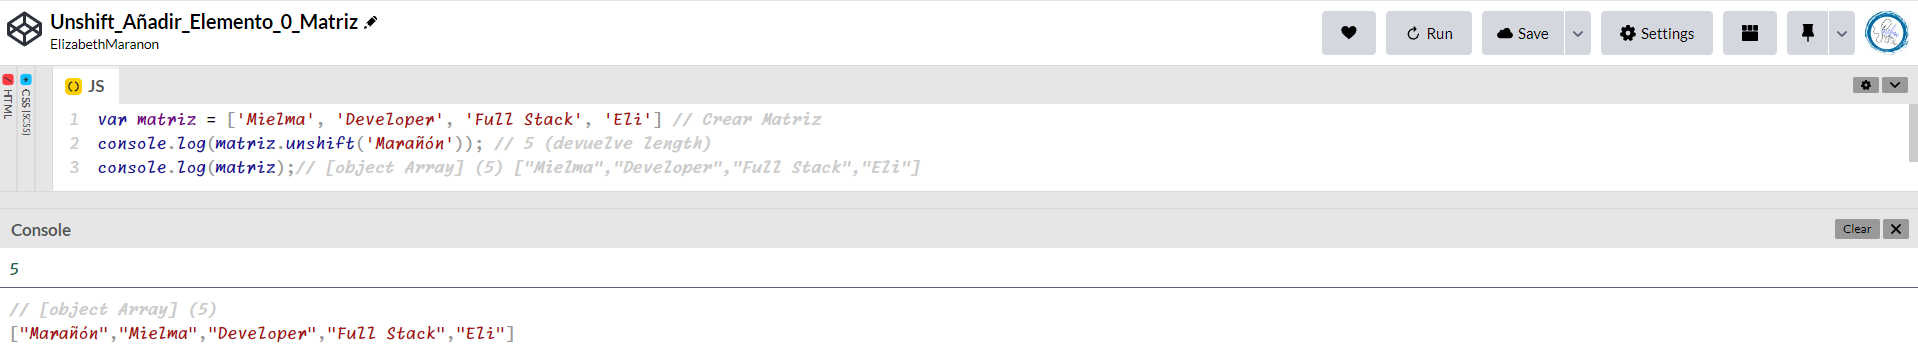 Unshift_Añadir_Elemento_0_Matriz
ElizabethMaranon
Run
Save
Settings
HTML
CSS (SCSS)
JS
1 var matriz = ['Mielma', 'Developer', 'Full Stack', 'Eli'] // Crear Matriz
2 console.log(matriz.unshift('Marañón')); // 5 (devuelve length)
3 console.log(matriz);// [object Array] (5) ["Mielma","Developer","Full Stack","Eli"]
Console
Clear
5
// [object Array] (5)
["Marañón","Mielma","Developer","Full Stack","Eli"]